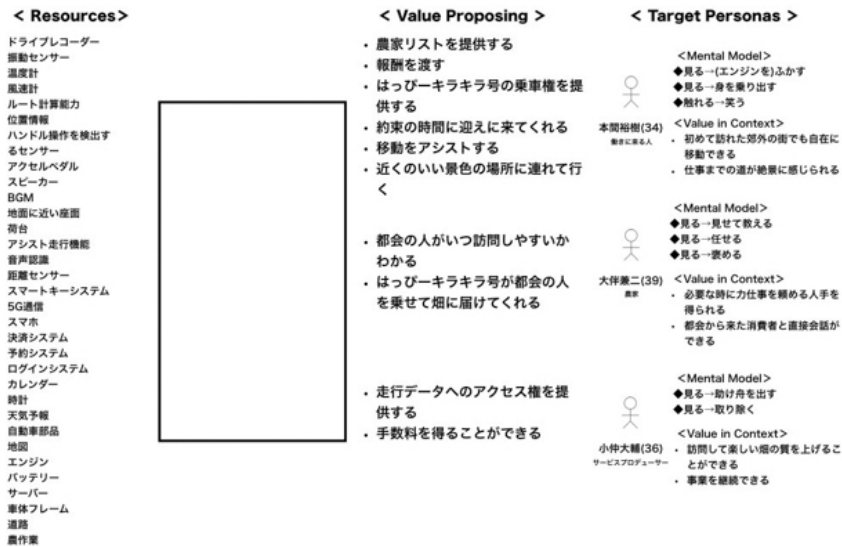 < Resources>
ドライブレコーダー
振動センサー
温度計
風速計
ルート計算能力
位置情報
ハンドル操作を検出す
るセンサー
アクセルペダル
スピーカー
BGM
地面に近い座面
荷台
アシスト走行機能
音声認識
距離センサー
スマートキーシステム
5G通信
スマホ
決済システム
予約システム
ログインシステム
カレンダー
時計
天気予報
自動車部品
地図
エンジン
バッテリー
サーバー
車体フレーム
道路
農作業
< Value Proposing >
・ 農家リストを提供する
・ 報酬を渡す
・ はっぴーキラキラ号の乗車権を提
供する
・ 約束の時間に迎えに来てくれる
・ 移動をアシストする
・ 近くのいい景色の場所に連れて行
く
・ 都会の人がいつ訪問しやすいか
わかる
・ はっぴーキラキラ号が都会の人
を乗せて畑に届けてくれる
・ 走行データへのアクセス権を提
供する
・ 手数料を得ることができる
< Target Personas >
<Mental Model>
◆見る→(エンジンを)ふかす
◆見る→身を乗り出す
◆触れる→笑う
本間裕樹(34)
働きに来る人
<Value in Context>
・ 初めて訪れた郊外の街でも自在に
移動できる
・ 仕事までの道が絶景に感じられる
<Mental Model>
◆見る→見せて教える
◆見る→任せる
◆見る→褒める
大伴兼二(39)
農家
<Value in Context>
・ 必要な時に力仕事を頼める人手を
得られる
・ 都会から来た消費者と直接会話が
できる
<Mental Model>
◆見る→助け舟を出す
◆見る→取り除く
小仲大輔(36)
サービスプロデューサー
<Value in Context>
・ 訪問して楽しい畑の質を上げるこ
とができる
・ 事業を継続できる